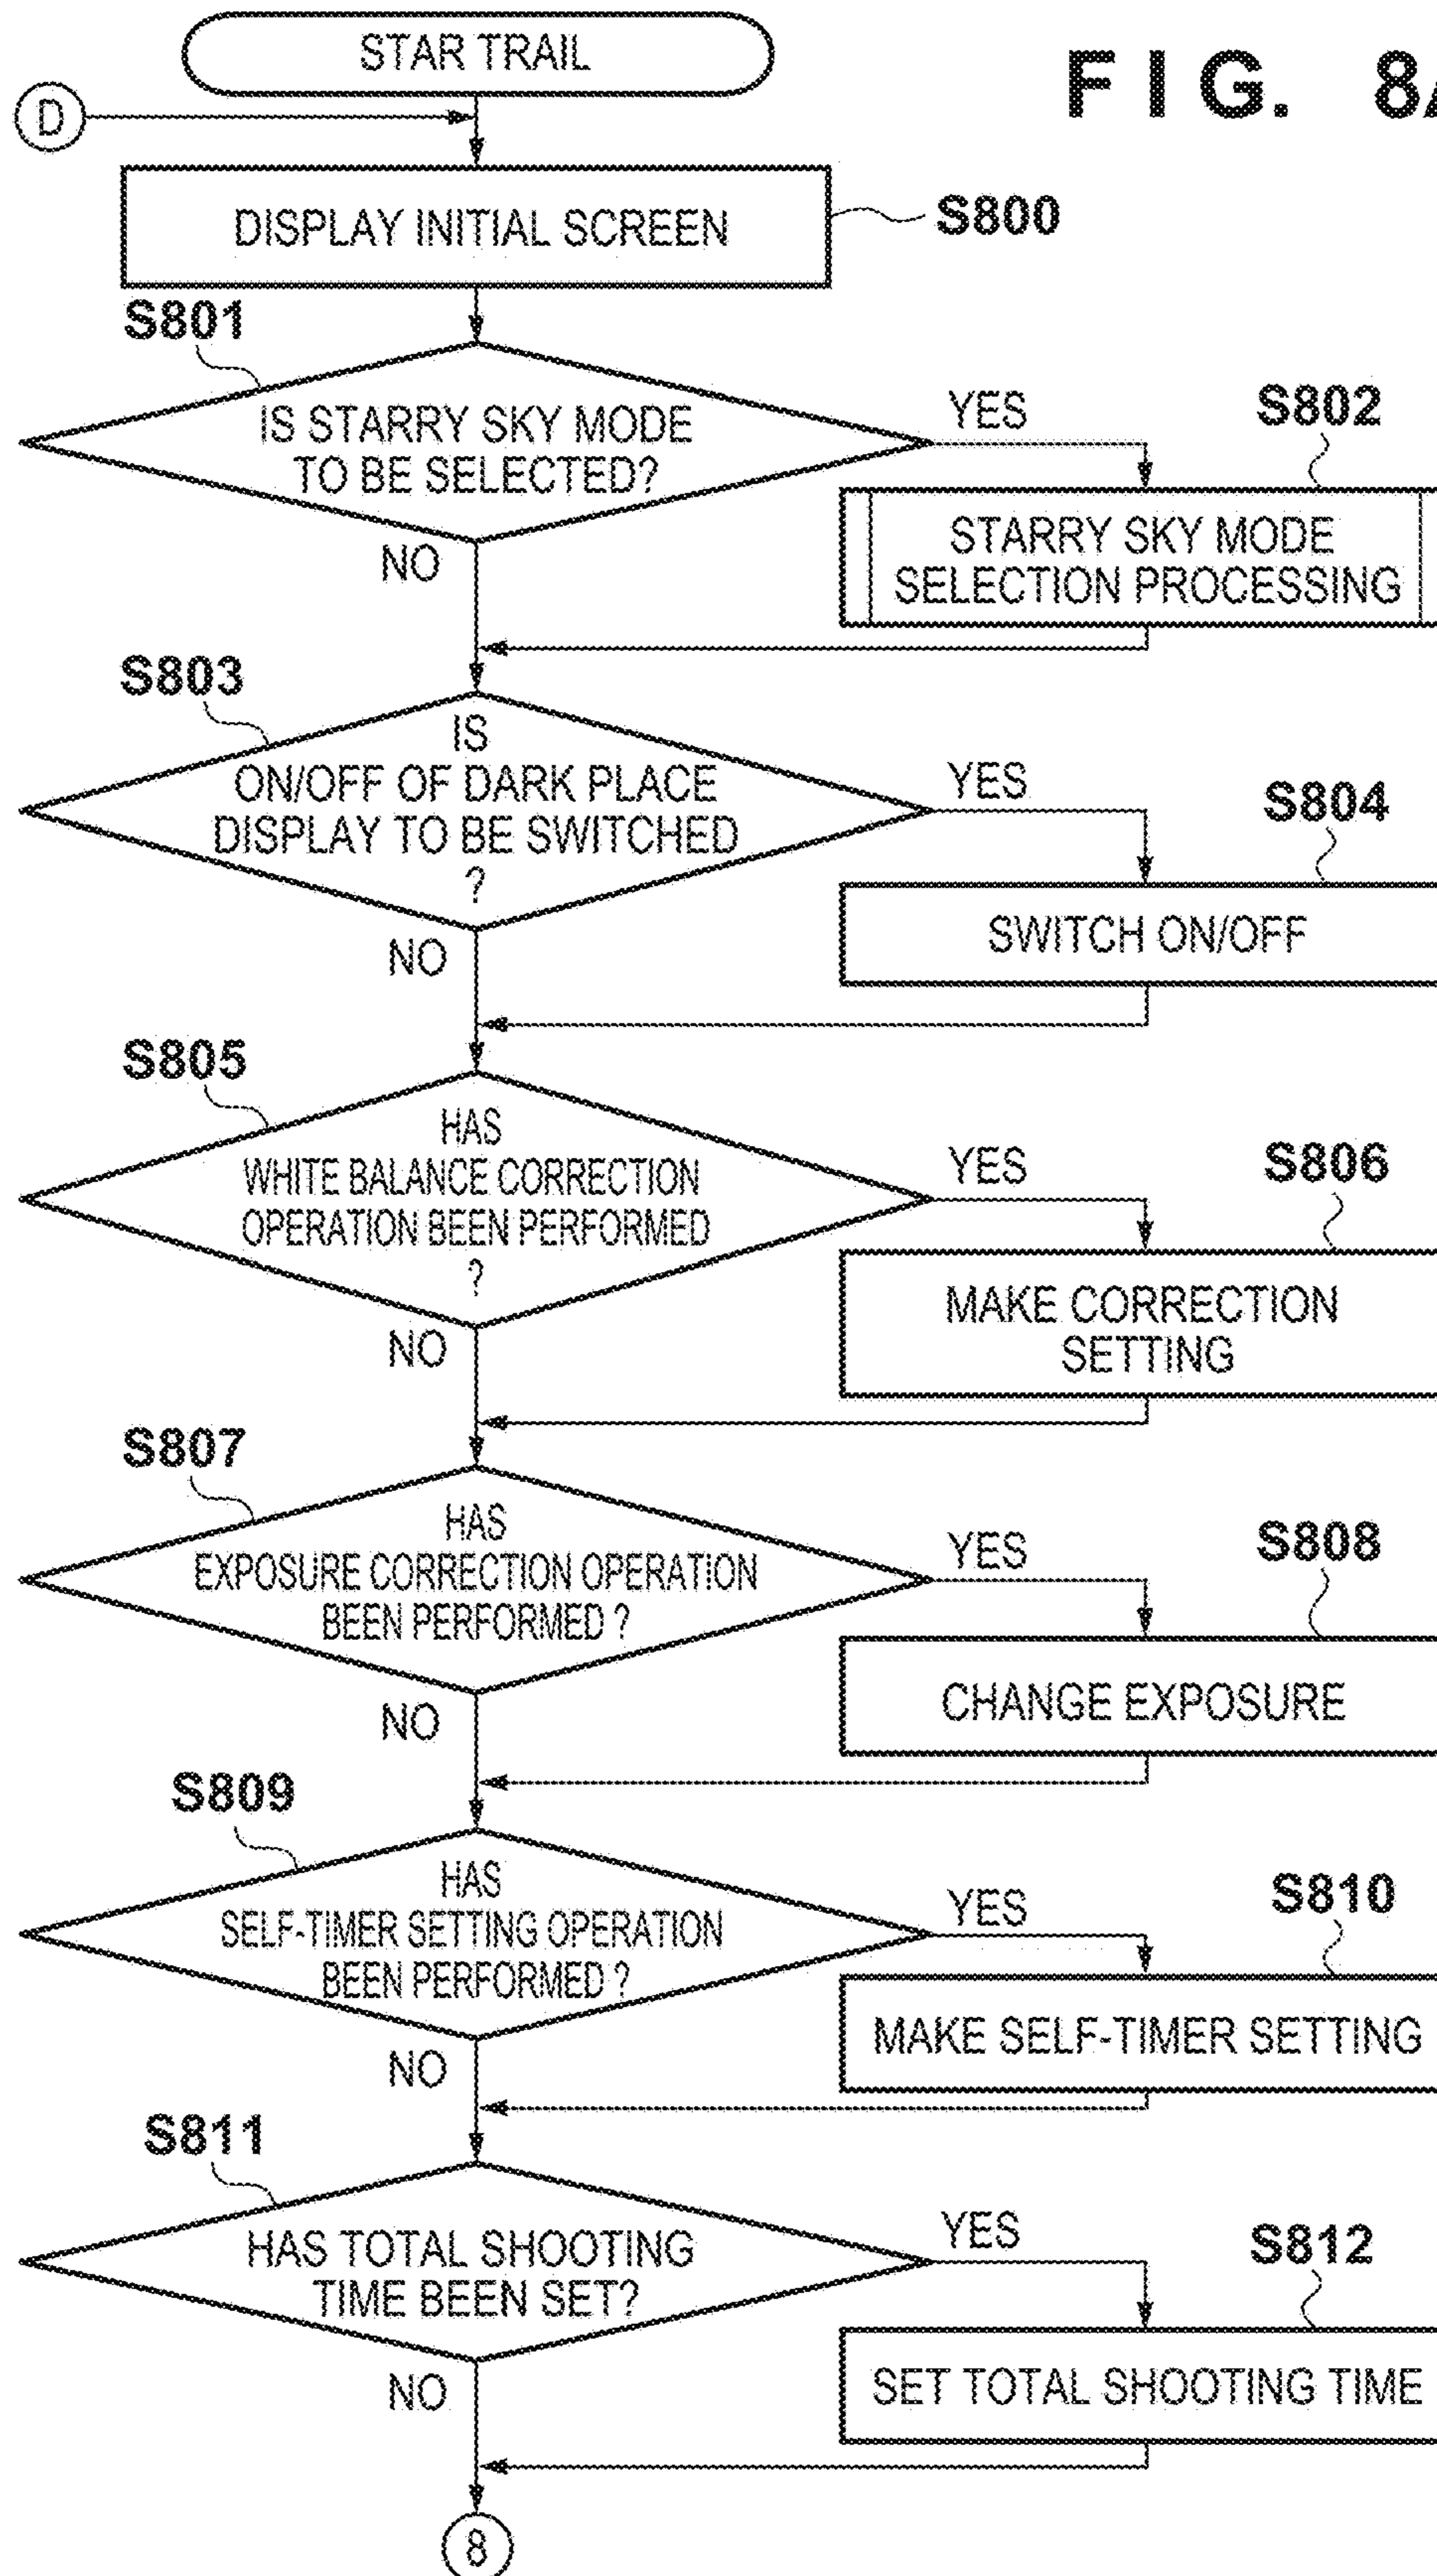 STAR TRAIL
FIG. 8A
D
DISPLAY INITIAL SCREEN
S800
S801
IS STARRY SKY MODE
TO BE SELECTED?
YES
NO
S802
STARRY SKY MODE
SELECTION PROCESSING
S803
IS
ON/OFF OF DARK PLACE
DISPLAY TO BE SWITCHED
?
YES
NO
S804
SWITCH ON/OFF
S805
HAS
WHITE BALANCE CORRECTION
OPERATION BEEN PERFORMED
?
YES
NO
S806
MAKE CORRECTION
SETTING
S807
HAS
EXPOSURE CORRECTION OPERATION
BEEN PERFORMED ?
YES
NO
S808
CHANGE EXPOSURE
S809
HAS
SELF-TIMER SETTING OPERATION
BEEN PERFORMED ?
YES
NO
S810
MAKE SELF-TIMER SETTING
S811
HAS TOTAL SHOOTING
TIME BEEN SET?
YES
NO
S812
SET TOTAL SHOOTING TIME
8